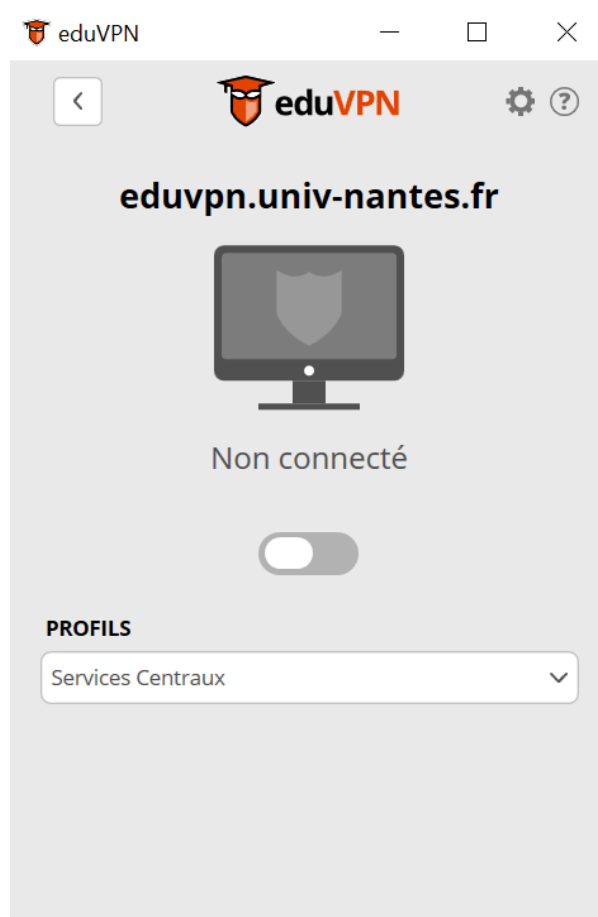 eduVPN
eduVPN
eduvpn.univ-nantes.fr
Non connecté
PROFILS
Services Centraux